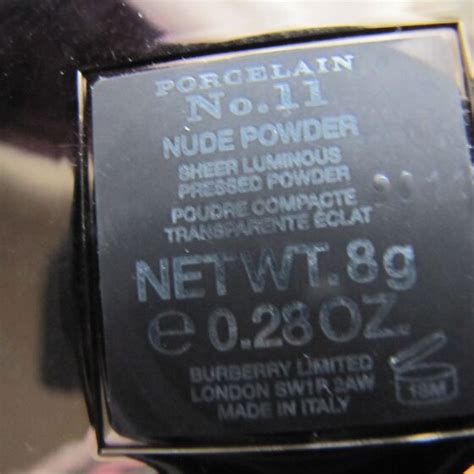 PORCELAIN
No.11
NUDE POWDER
SHEER LUMINOUS
PRESSED POWDER
POUDRE COMPACTE
TRANSPARENTE ÉCLAT
NET WT. 8g
e 0.28 OZ.
BURBERRY LIMITED
LONDON SW1P 2AW
MADE IN ITALY
18M